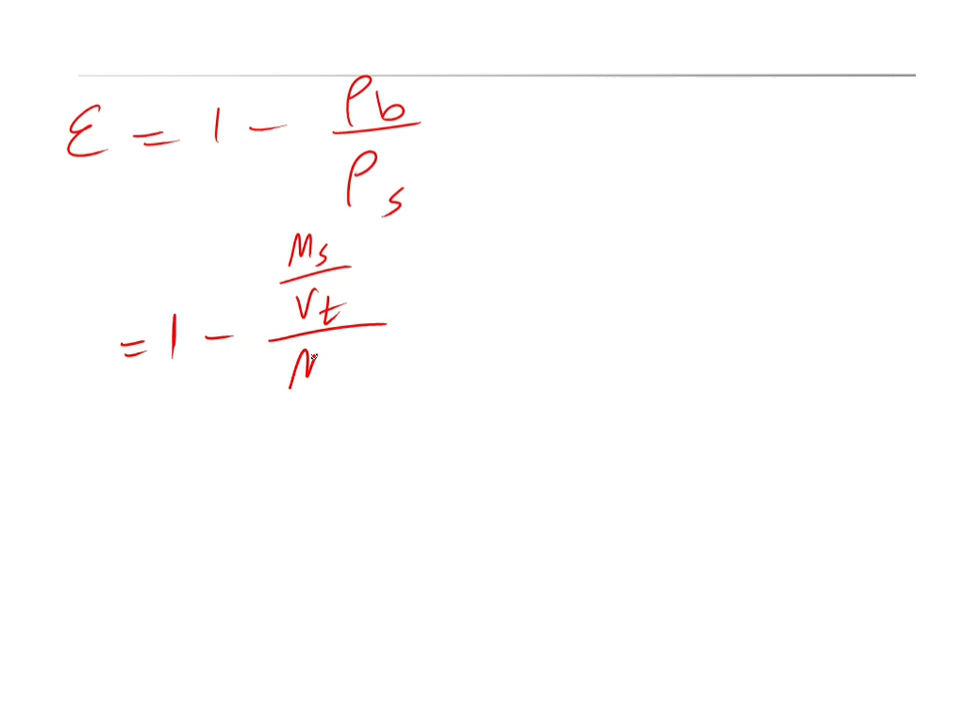 ε = 1 - ρb
ρs
Ms
Vt
= 1 -